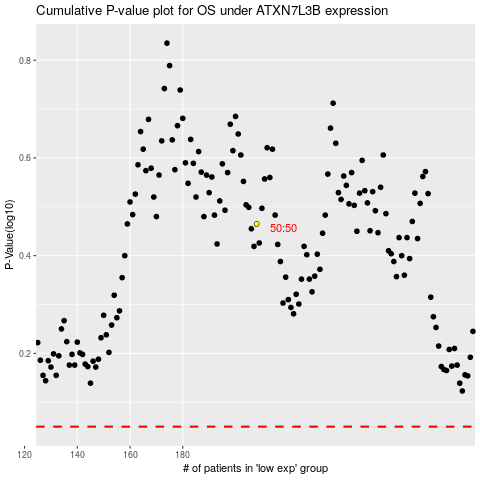 Cumulative P-value plot for OS under ATXN7L3B expression
P-Value(log10)
0.8
0.6
0.4
0.2
50:50
120 140 160 180
# of patients in 'low exp' group